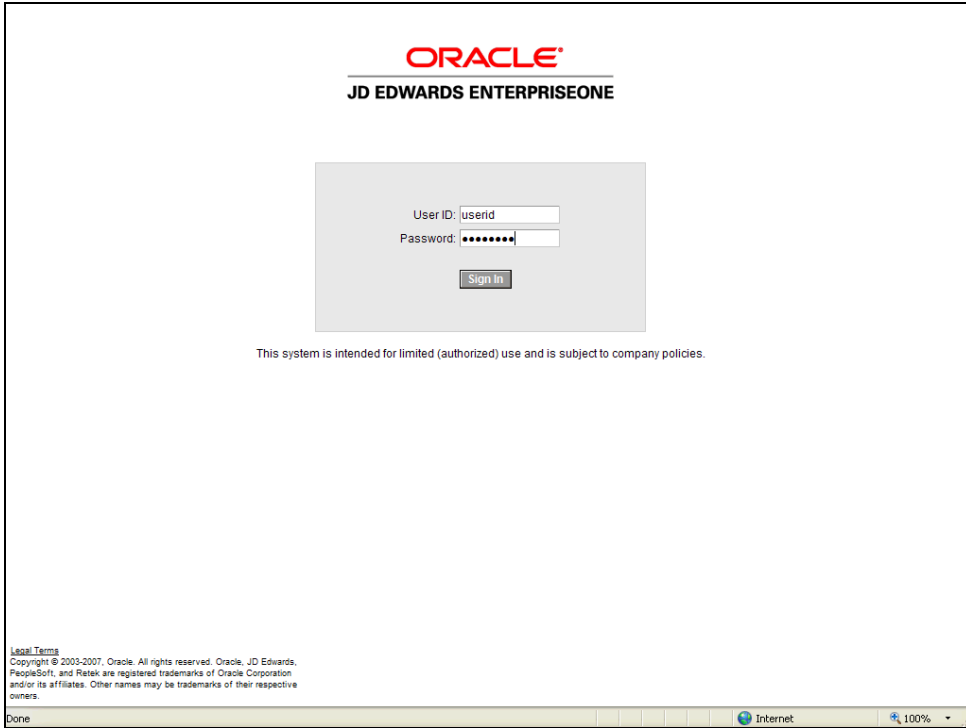 ORACLE®
JD EDWARDS ENTERPRISEONE
User ID: userid
Password: ••••••••
Sign In
This system is intended for limited (authorized) use and is subject to company policies.
Legal Terms
Copyright © 2003-2007, Oracle. All rights reserved. Oracle, JD Edwards,
PeopleSoft, and Retek are registered trademarks of Oracle Corporation
and/or its affiliates. Other names may be trademarks of their respective
owners.
Done Internet 100%